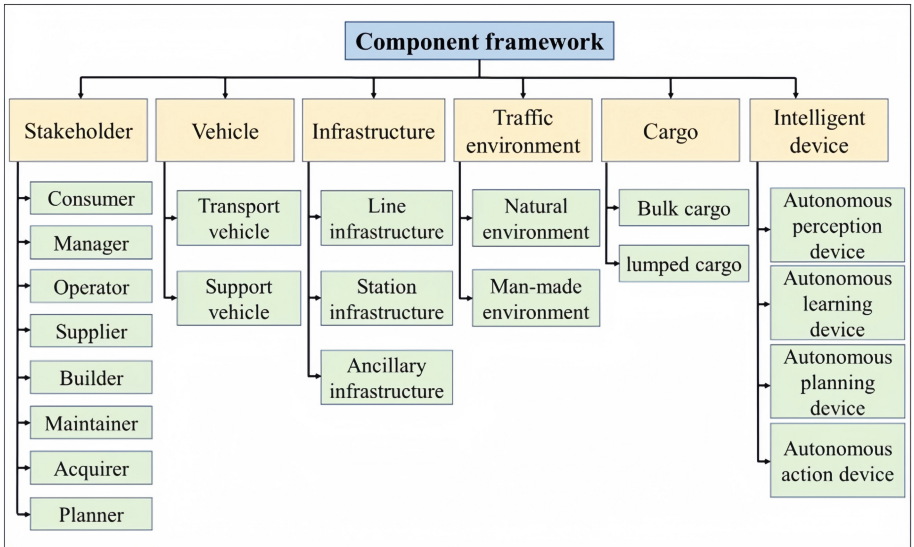 Component framework
Stakeholder
Consumer
Manager
Operator
Supplier
Builder
Maintainer
Acquirer
Planner
Vehicle
Transport
vehicle
Support
vehicle
Infrastructure
Line
infrastructure
Station
infrastructure
Ancillary
infrastructure
Traffic
environment
Natural
environment
Man-made
environment
Cargo
Bulk cargo
lumped cargo
Intelligent
device
Autonomous
perception
device
Autonomous
learning
device
Autonomous
planning
device
Autonomous
action device